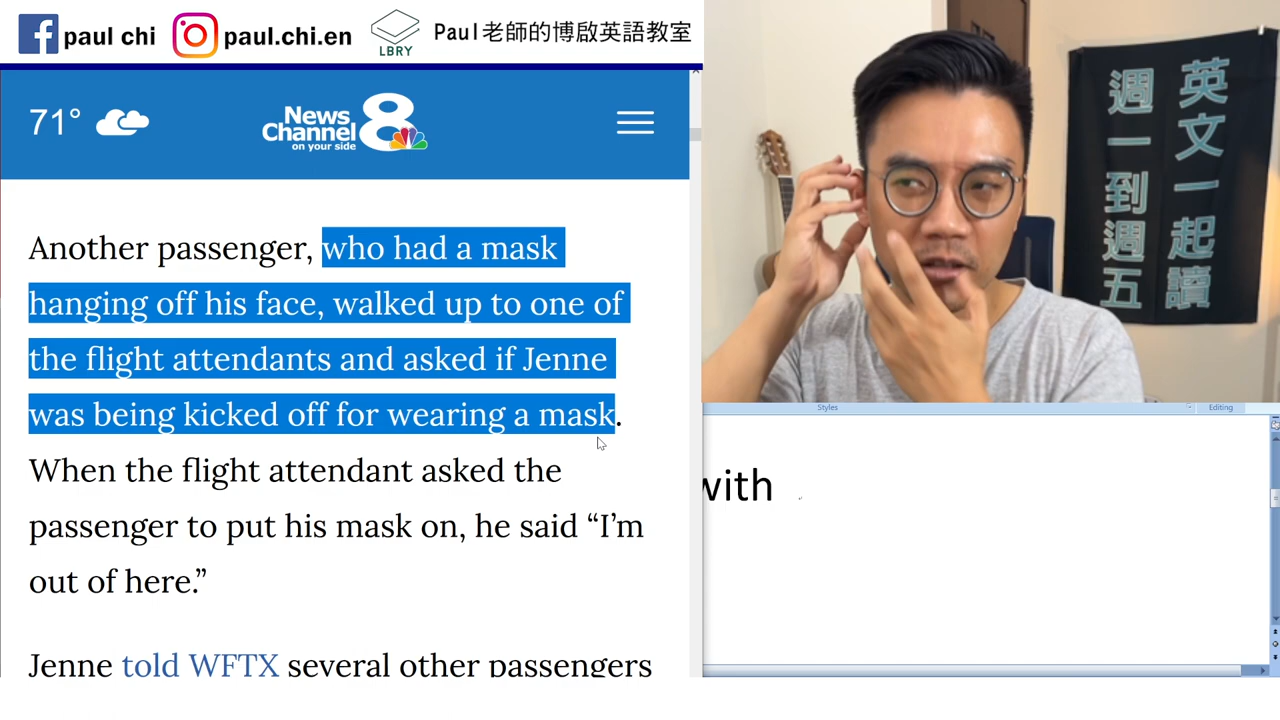 paul chi
paul.chi.en
LBRY
Paul老師的博啟英語教室
71°
News
Channel 8
on your side
Another passenger, who had a mask
hanging off his face, walked up to one of
the flight attendants and asked if Jenne
was being kicked off for wearing a mask.
When the flight attendant asked the
passenger to put his mask on, he said “I’m
out of here.”
Jenne told WFTX several other passengers
英文一起讀
週一到週五
Styles
Editing
with